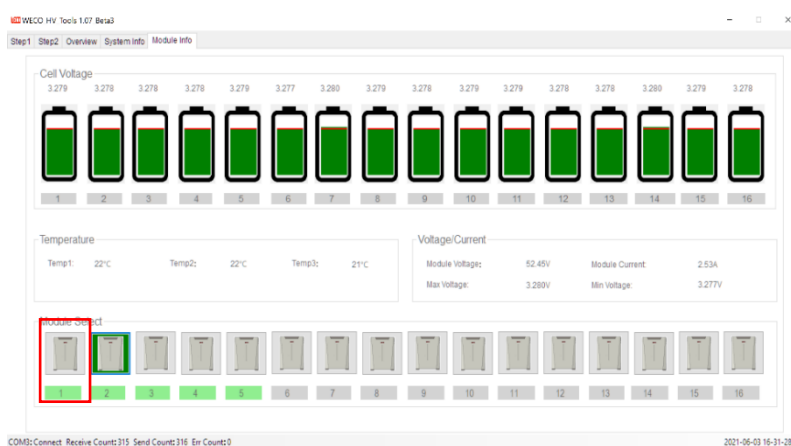 WECO HV Tools 1.07 Beta3
Step1 Step2 Overview System Info Module Info
Cell Voltage
3.279 3.278 3.278 3.278 3.279 3.277 3.280 3.279 3.278 3.279 3.279 3.278 3.278 3.280 3.279 3.278
1 2 3 4 5 6 7 8 9 10 11 12 13 14 15 16
Temperature
Temp1: 22°C Temp2: 22°C Temp3: 21°C
Voltage/Current
Module Voltage: 52.45V Module Current: 2.53A
Max Voltage: 3.280V Min Voltage: 3.277V
Module Select
1 2 3 4 5 6 7 8 9 10 11 12 13 14 15 16
COM3: Connect Receive Count: 315 Send Count: 316 Err Count: 0 2021-06-03 16-31-28